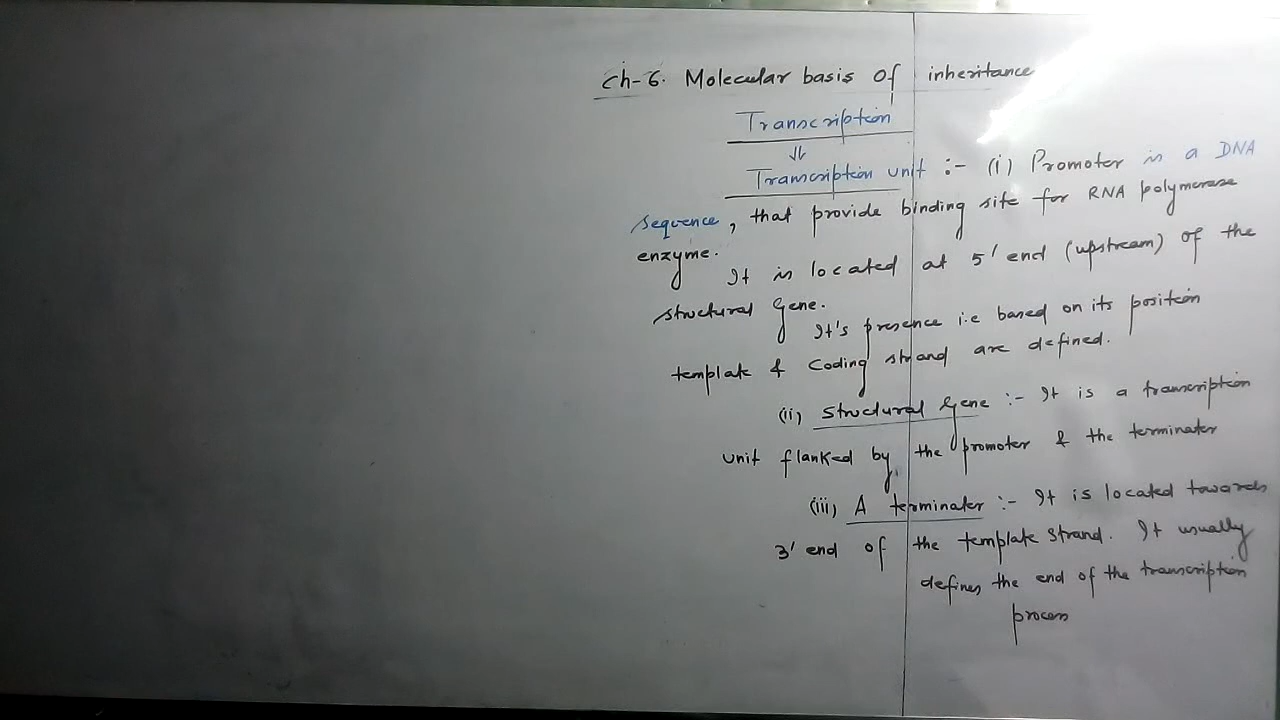 Ch-6. Molecular basis of inheritance
Transcription
⇓
Transcription unit :- (i) Promoter is a DNA
sequence, that provide binding site for RNA polymerase
enzyme.
It is located at 5' end (upstream) of the
structural Gene.
It's presence i.e based on its position
template & Coding strand are defined.
(ii) Structural Gene :- It is a transcription
unit flanked by the promoter & the terminater
(iii) A terminater :- It is located towards
3' end of the template strand. It usually
defines the end of the transcription
process